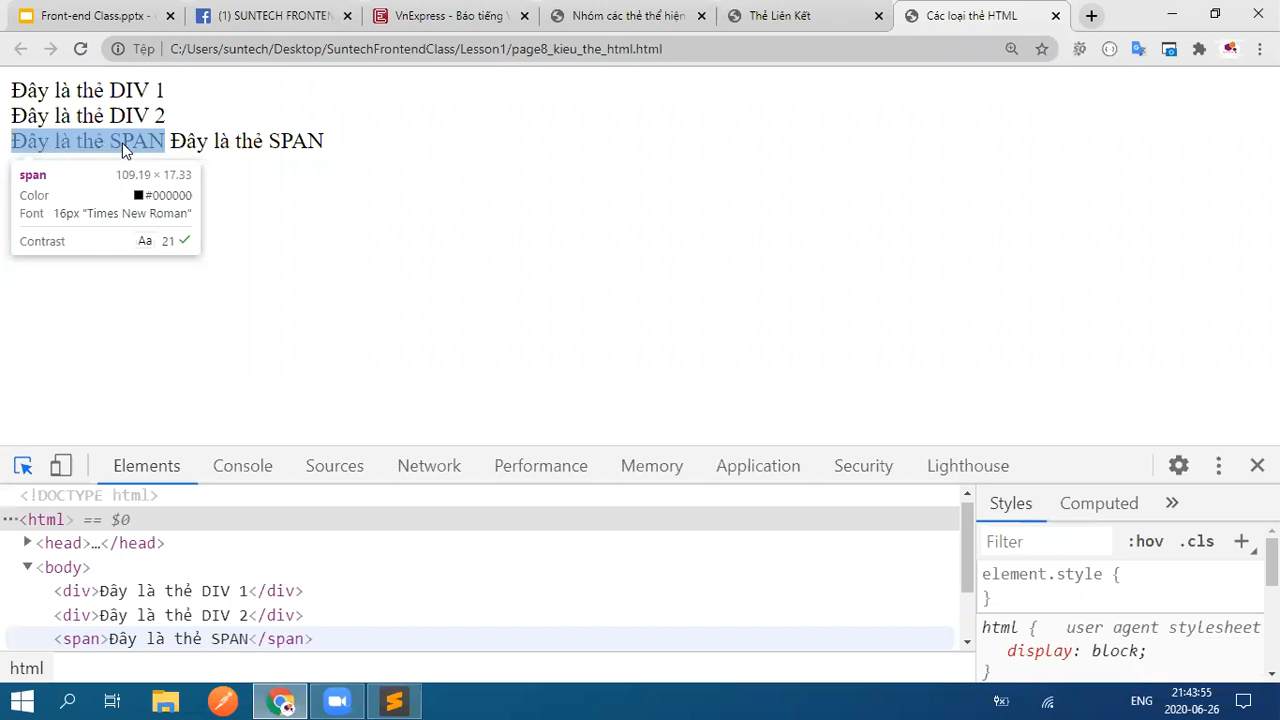 Front-end Class.pptx -
(1) SUNTECH FRONTEN
VnExpress - Báo tiếng
Nhóm các thẻ thể hiện
Thẻ Liên Kết
Các loại thẻ HTML
Tệp
C:/Users/suntech/Desktop/SuntechFrontendClass/Lesson1/page8_kieu_the_html.html
Đây là thẻ DIV 1
Đây là thẻ DIV 2
Đây là thẻ SPAN Đây là thẻ SPAN
span 109.19 × 17.33
Color #000000
Font 16px "Times New Roman"
Contrast Aa 21
Elements Console Sources Network Performance Memory Application Security Lighthouse
<!DOCTYPE html>
…<html> == $0
<head>…</head>
<body>
<div>Đây là thẻ DIV 1</div>
<div>Đây là thẻ DIV 2</div>
<span>Đây là thẻ SPAN</span>
html
Styles Computed »
Filter :hov .cls +
element.style {
}
html { user agent stylesheet
display: block;
}
ENG
21:43:55
2020-06-26